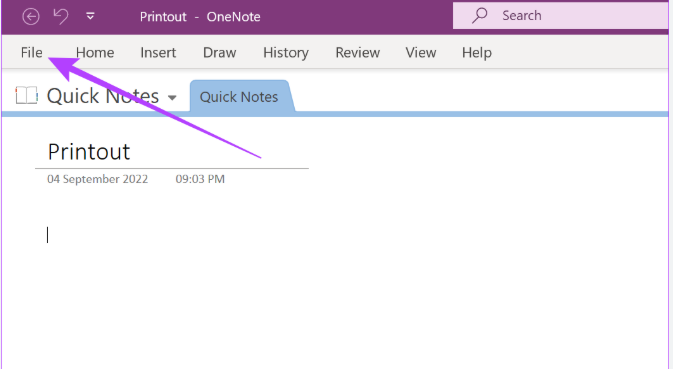 Printout - OneNote
Search
File Home Insert Draw History Review View Help
Quick Notes Quick Notes
Printout
04 September 2022 09:03 PM